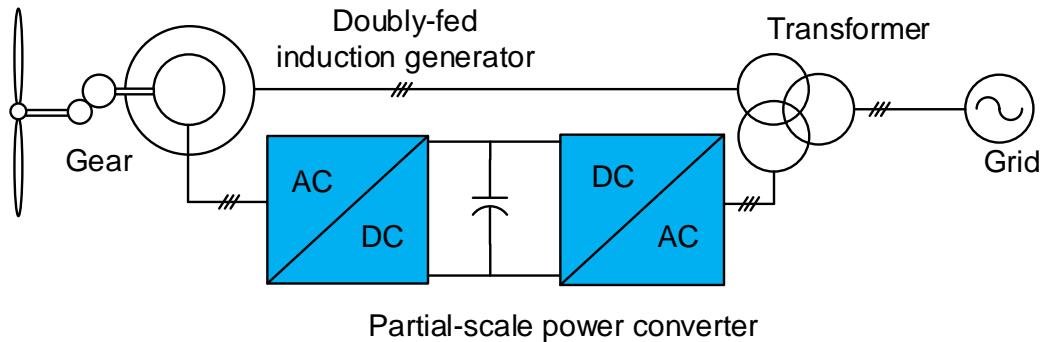 Doubly-fed
induction generator
Transformer
Gear
AC
DC
DC
AC
Grid
Partial-scale power converter